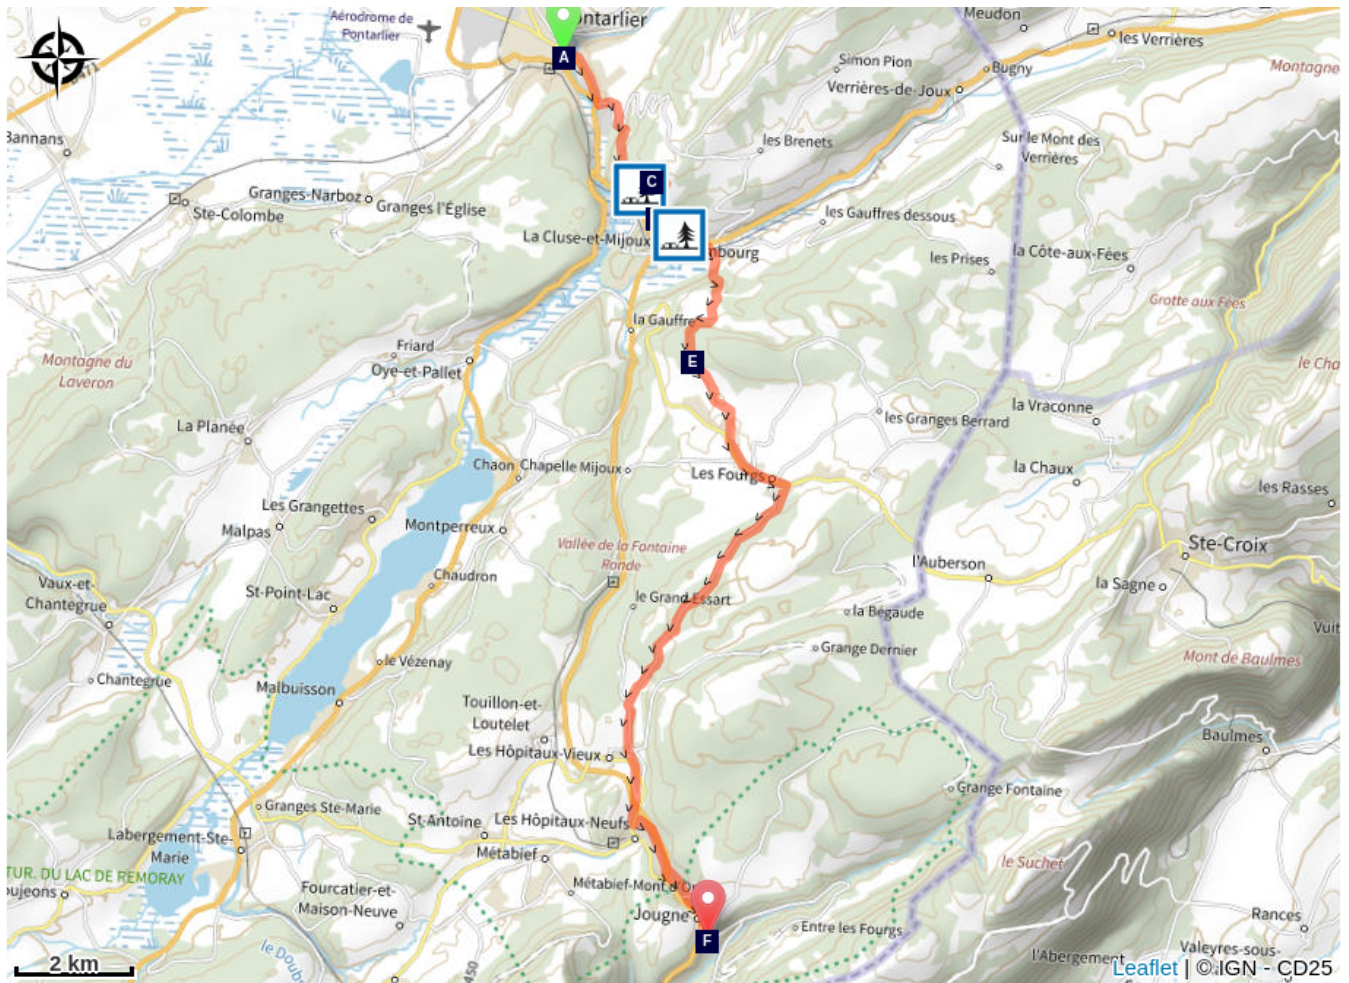 Aérodrome de
Pontarlier
ontarlier
Meudon
les Verrières
A
Simon Pion
Bugny
Verrières-de-Joux
Montagne
Bannans
les Brenets
Sur le Mont des
Verrières
C
Granges-Narboz
Granges l'Église
Ste-Colombe
les Gauffres dessous
La Cluse-et-Mijoux
nbourg
les Prises
la Côte-aux-Fées
Grotte aux Fées
la Gauffre
Friard
Oye-et-Pallet
E
Montagne du
Laveron
le Cha
la Vraconne
les Granges Berrard
La Planée
Chaon
Chapelle Mijoux
Les Fourgs
la Chaux
les Rasses
Les Grangettes
Malpas
Montperreux
Vallée de la Fontaine
Ronde
Ste-Croix
l'Auberson
Vaux-et-
Chantegrue
Chaudron
St-Point-Lac
le Grand Essart
la Sagne
la Bégaude
Vuit
Grange Dernier
Mont de Baulmes
le Vézenay
Chantegrue
Malbuisson
Touillon-et-
Loutelet
Les Hôpitaux-Vieux
Baulmes
Grange Fontaine
Granges Ste-Marie
St-Antoine
Les Hôpitaux-Neufs
Labergement-Ste-
Marie
Métabief
le Suchet
TUR. DU LAC DE REMORAY
oujeons
Fourcatier-et-
Maison-Neuve
Métabief-Mont d'Or
Jougne
Entre les Fourgs
Rances
F
le Doubs
450
l'Abergement
Valeyres-sous-
2 km
Leaflet | © IGN - CD25